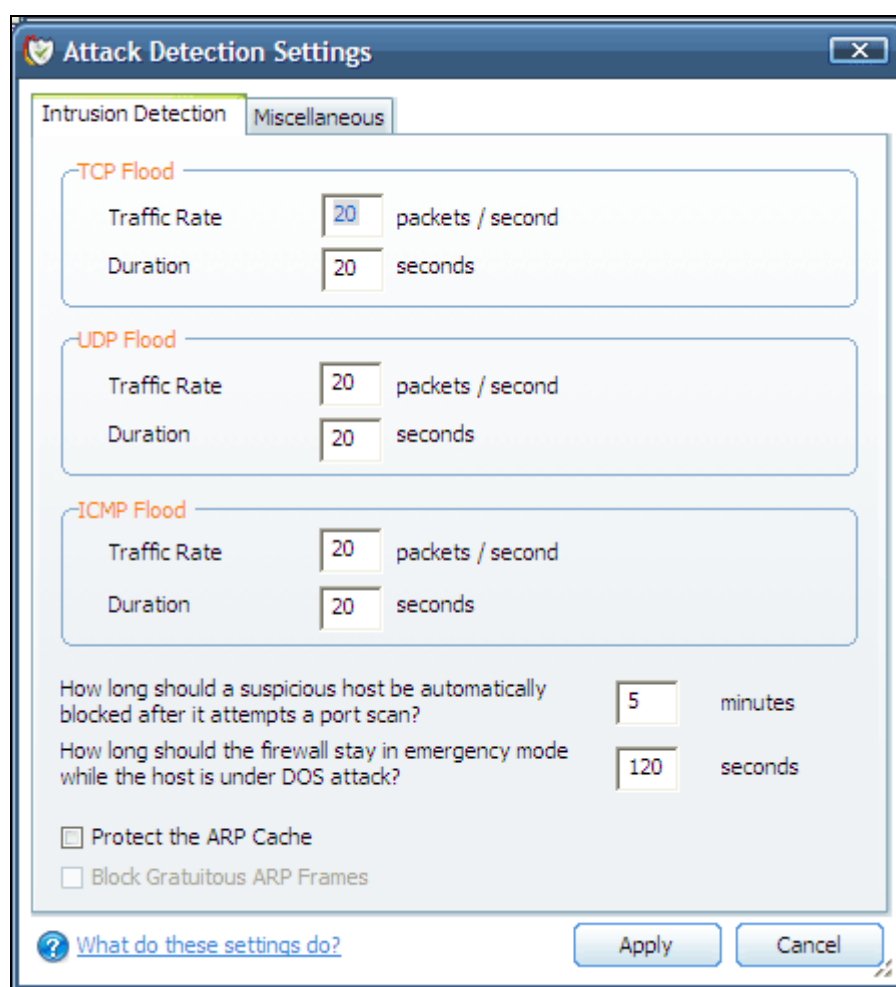 Attack Detection Settings
Intrusion Detection Miscellaneous
TCP Flood
Traffic Rate 20 packets / second
Duration 20 seconds
UDP Flood
Traffic Rate 20 packets / second
Duration 20 seconds
ICMP Flood
Traffic Rate 20 packets / second
Duration 20 seconds
How long should a suspicious host be automatically
blocked after it attempts a port scan? 5 minutes
How long should the firewall stay in emergency mode
while the host is under DOS attack? 120 seconds
Protect the ARP Cache
Block Gratuitous ARP Frames
What do these settings do? Apply Cancel